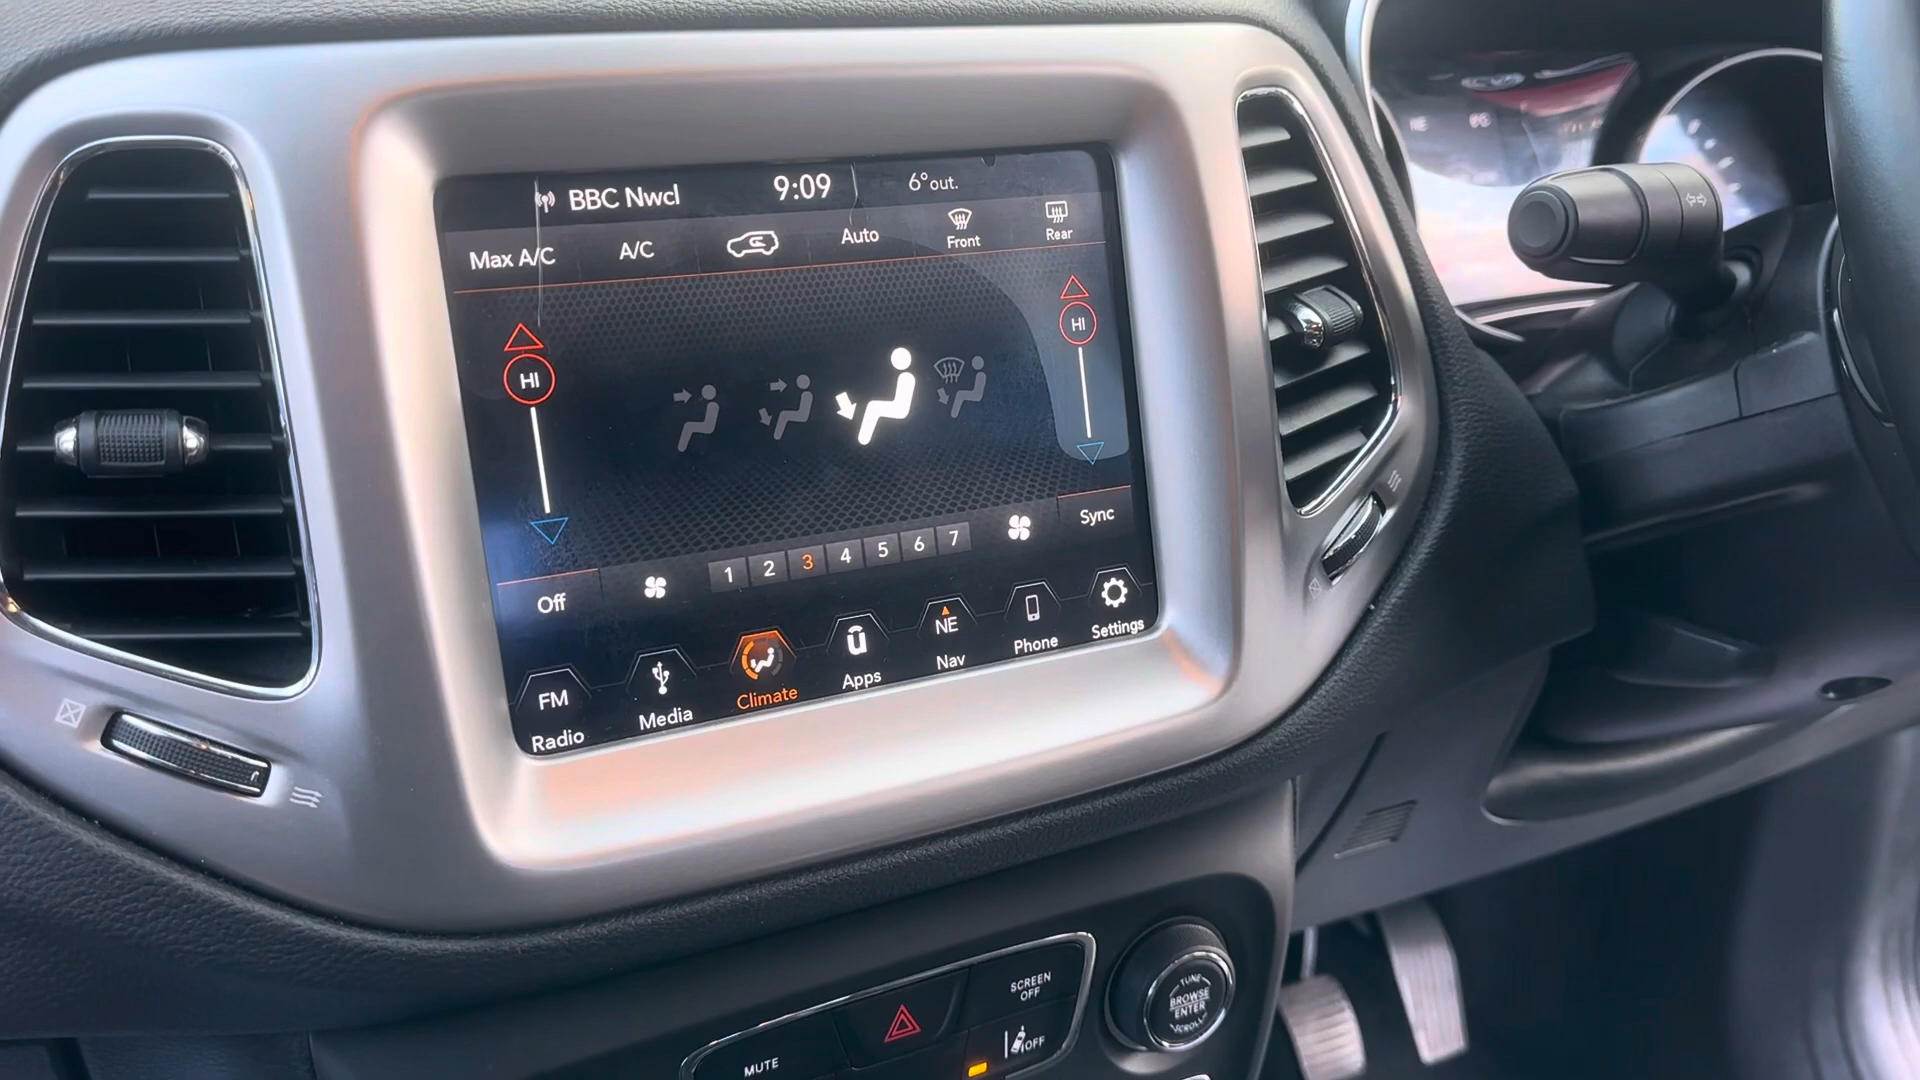 BBC Nwcl 9:09 6°out.
Max A/C A/C Auto Front Rear
HI HI
1 2 3 4 5 6 7
Sync
Off
FM NE
Radio Media Climate Apps Nav Phone Settings
SCREEN
OFF
MUTE
OFF
TUNE
BROWSE
ENTER
SCROLL